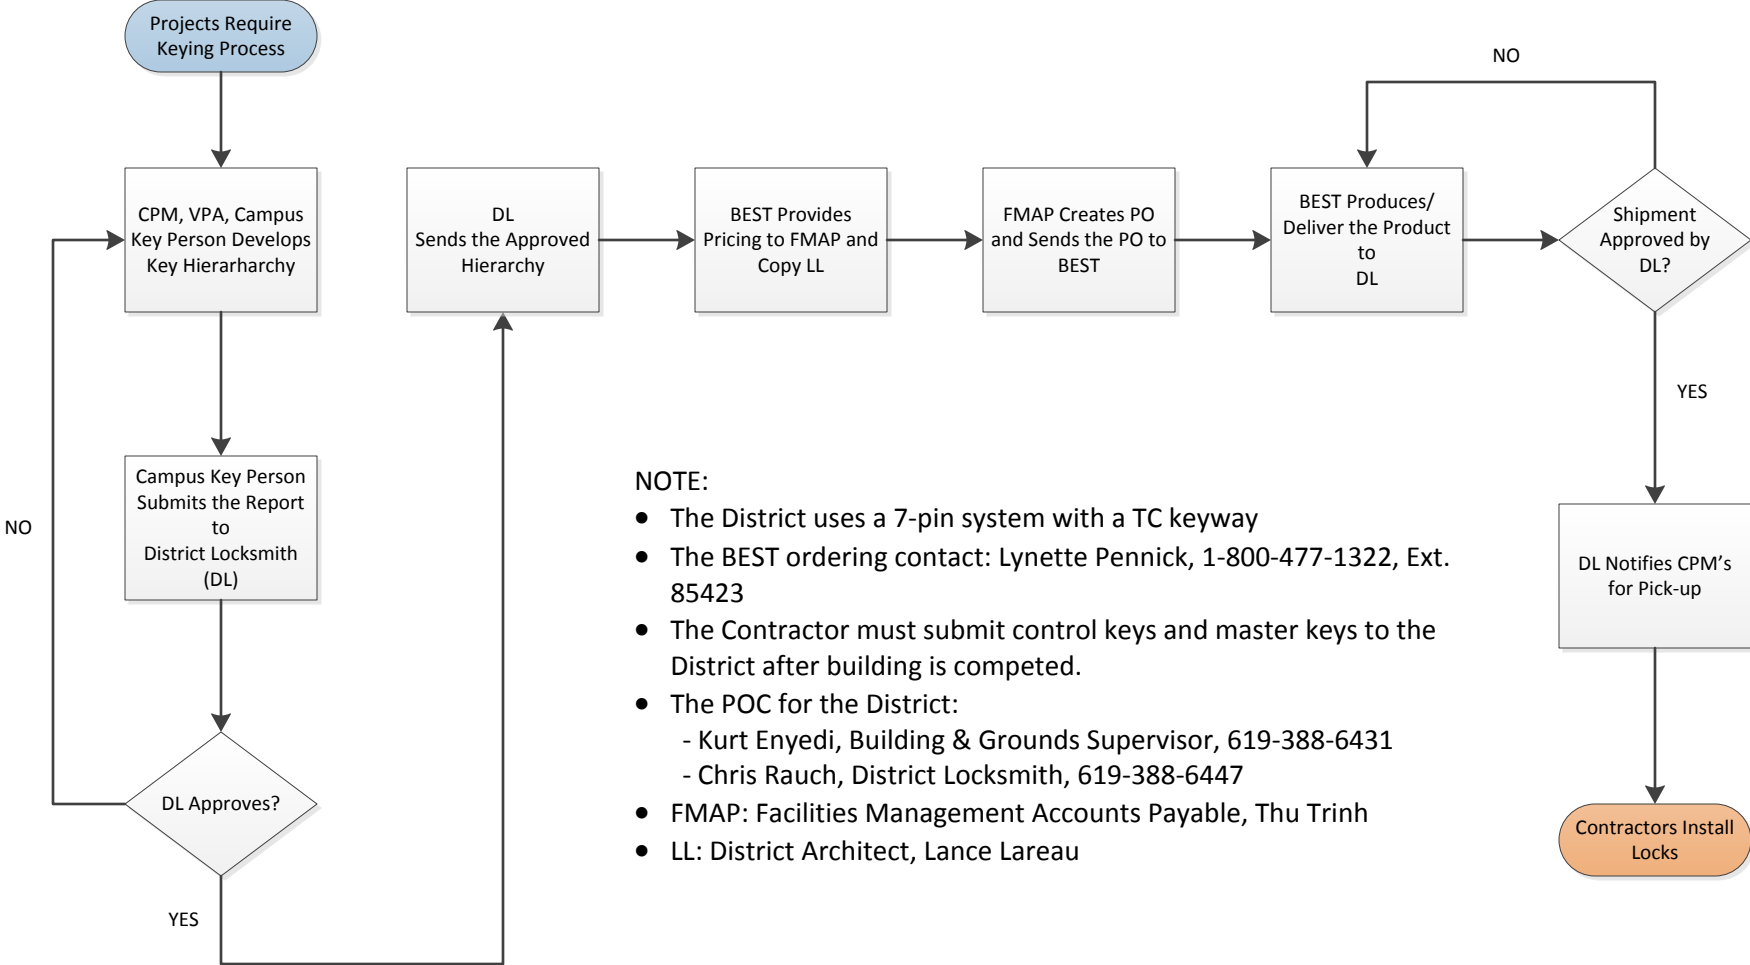 Projects Require
Keying Process
CPM, VPA, Campus
Key Person Develops
Key Hierarharchy
Campus Key Person
Submits the Report
to
District Locksmith
(DL)
NO
DL Approves?
YES
DL
Sends the Approved
Hierarchy
BEST Provides
Pricing to FMAP and
Copy LL
FMAP Creates PO
and Sends the PO to
BEST
BEST Produces/
Deliver the Product
to
DL
NO
Shipment
Approved by
DL?
YES
DL Notifies CPM’s
for Pick-up
Contractors Install
Locks
NOTE:
• The District uses a 7-pin system with a TC keyway
• The BEST ordering contact: Lynette Pennick, 1-800-477-1322, Ext.
85423
• The Contractor must submit control keys and master keys to the
District after building is competed.
• The POC for the District:
- Kurt Enyedi, Building & Grounds Supervisor, 619-388-6431
- Chris Rauch, District Locksmith, 619-388-6447
• FMAP: Facilities Management Accounts Payable, Thu Trinh
• LL: District Architect, Lance Lareau